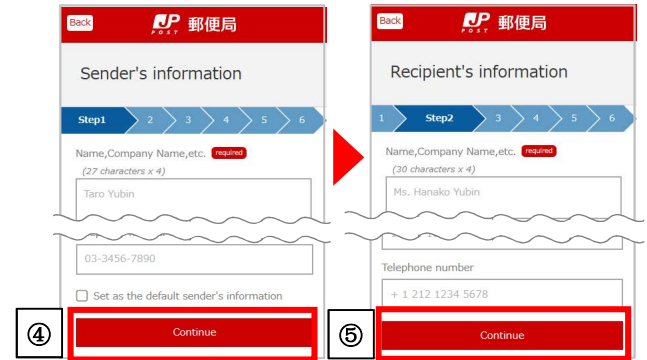 Back
JP
POST
郵便局
Sender's information
Step1 2 3 4 5 6
Name,Company Name,etc. required
(27 characters x 4)
Taro Yubin
03-3456-7890
Set as the default sender's information
④
Continue
Back
JP
POST
郵便局
Recipient's information
1 Step2 3 4 5 6
Name,Company Name,etc. required
(30 characters x 4)
Ms. Hanako Yubin
Telephone number
+ 1 212 1234 5678
⑤
Continue